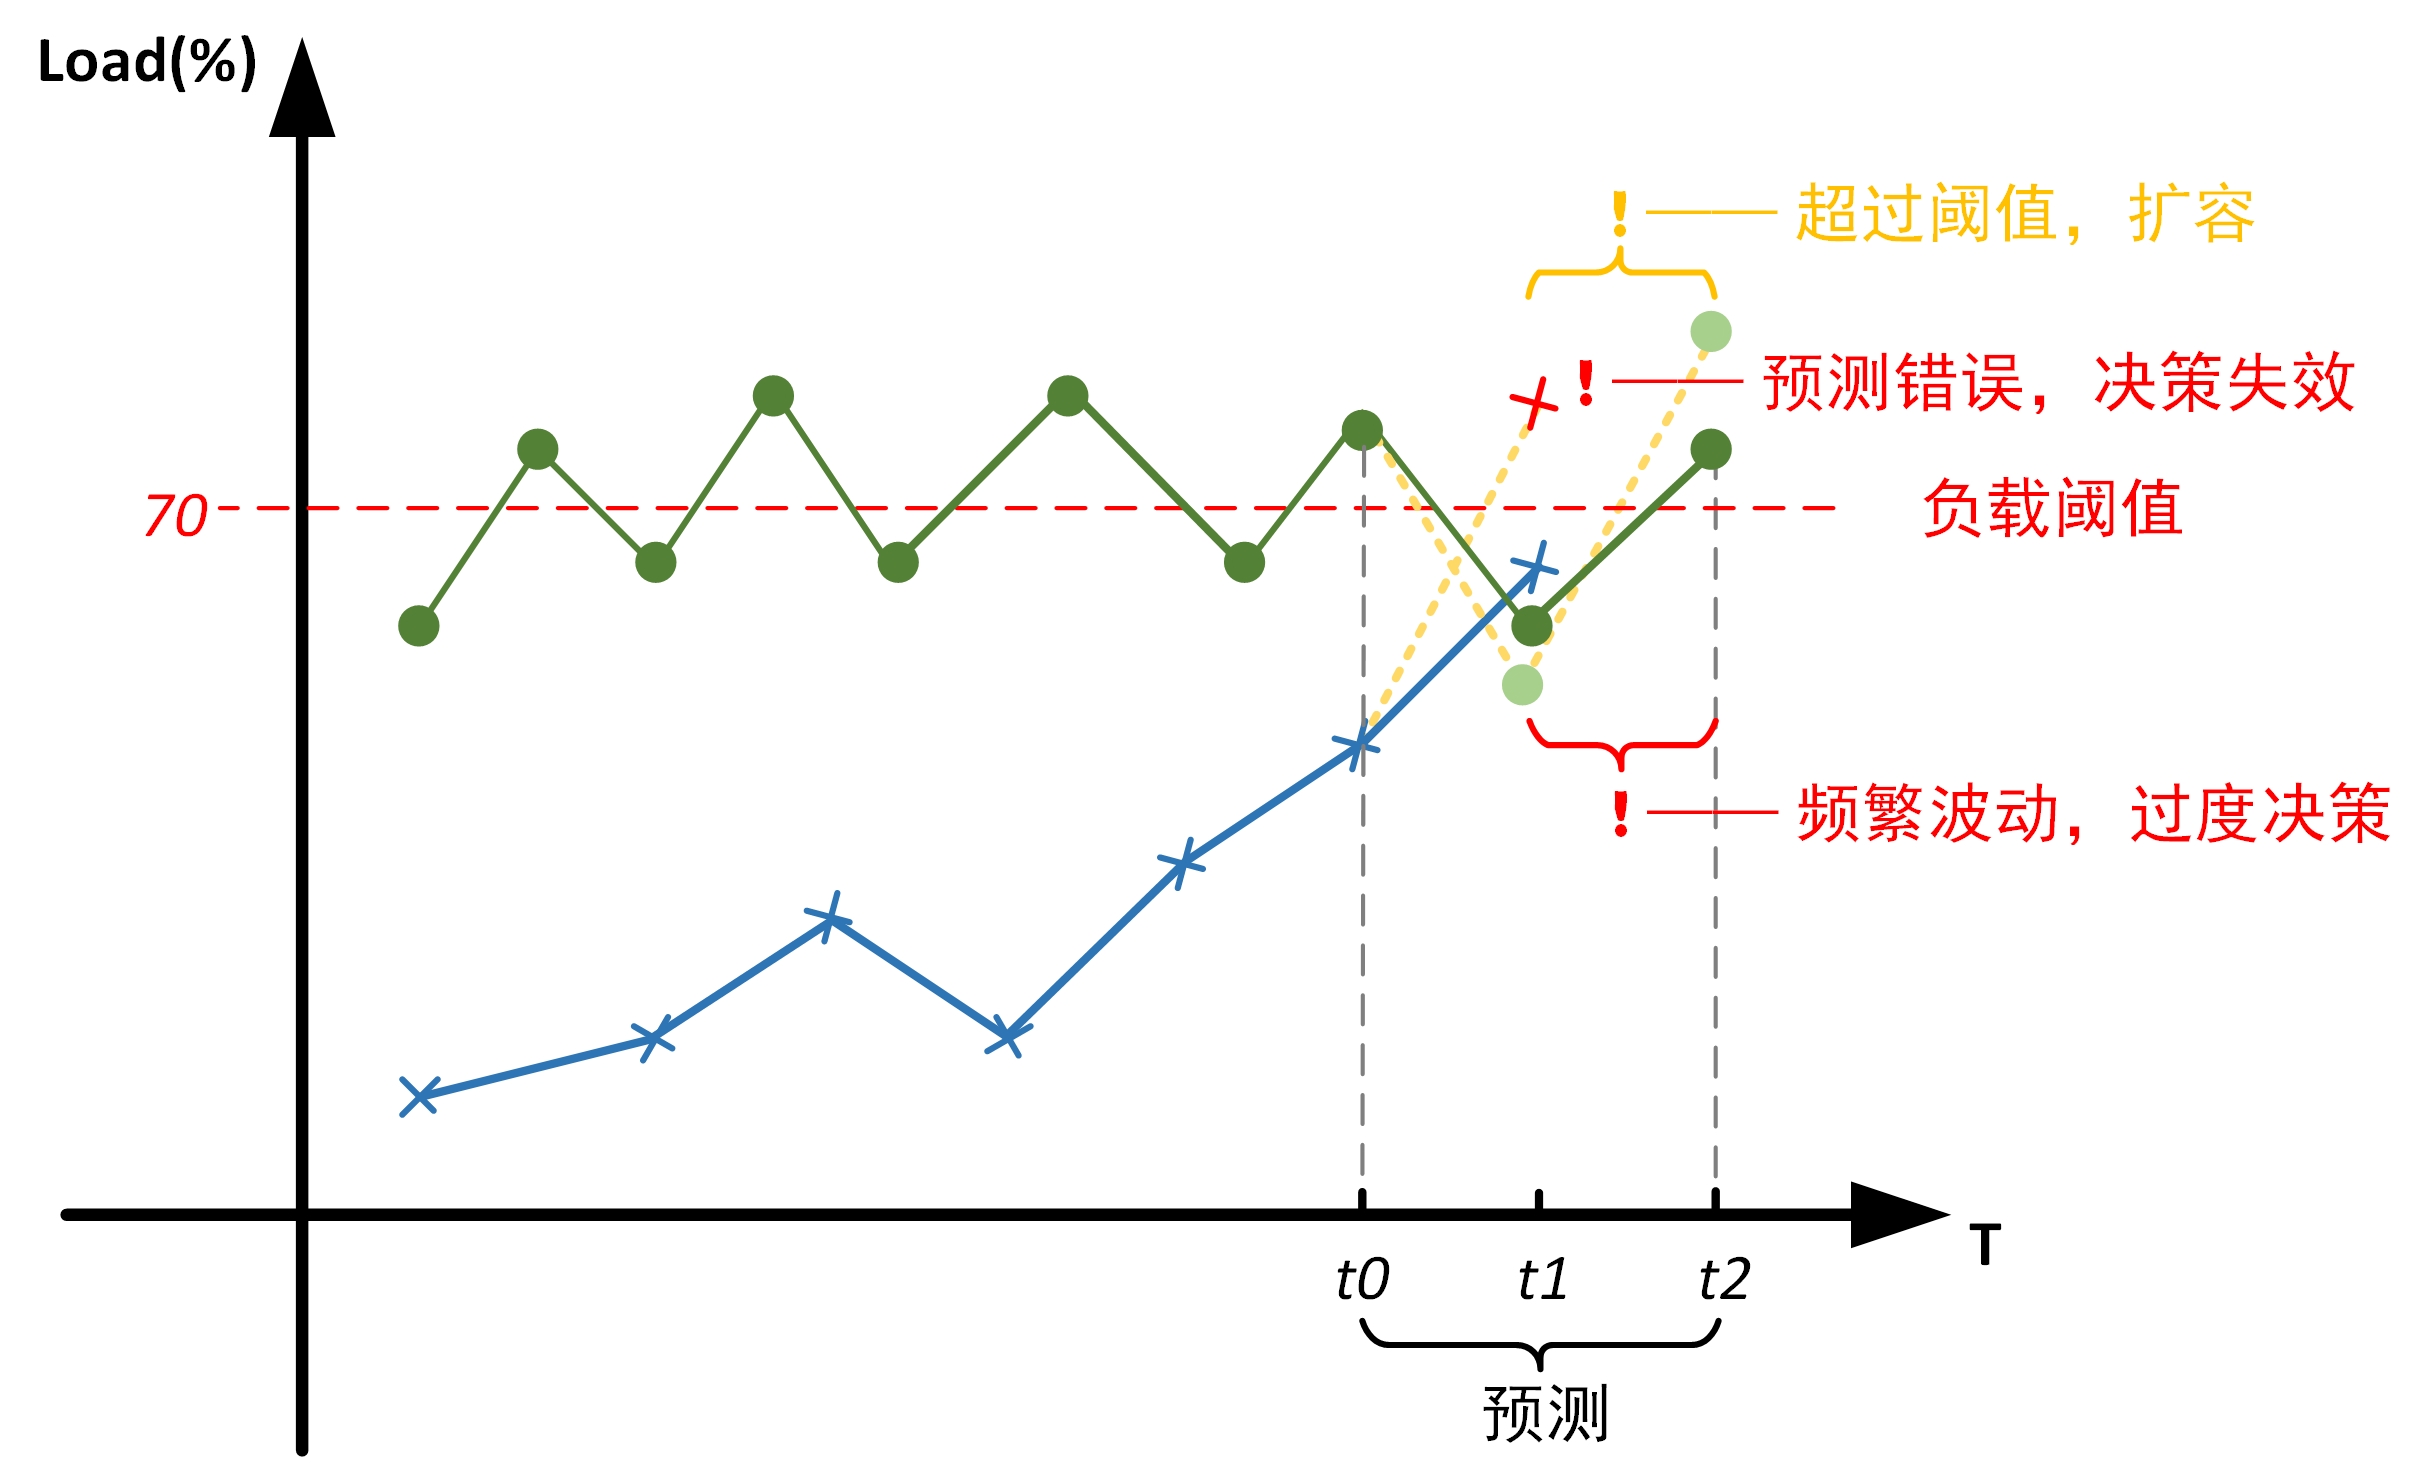 Load(%)
! 超过阈值，扩容
! 预测错误，决策失效
70
负载阈值
! 频繁波动，过度决策
T
t0 t1 t2
预测